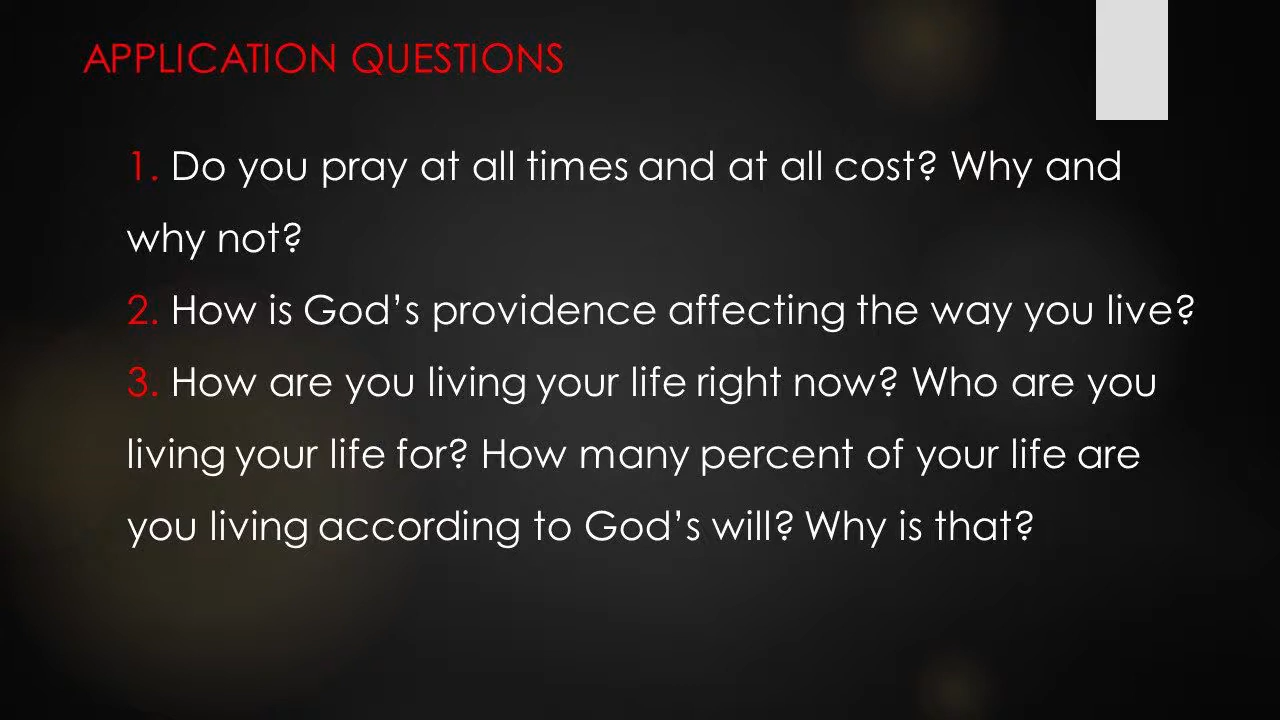 APPLICATION QUESTIONS
1. Do you pray at all times and at all cost? Why and
why not?
2. How is God’s providence affecting the way you live?
3. How are you living your life right now? Who are you
living your life for? How many percent of your life are
you living according to God’s will? Why is that?